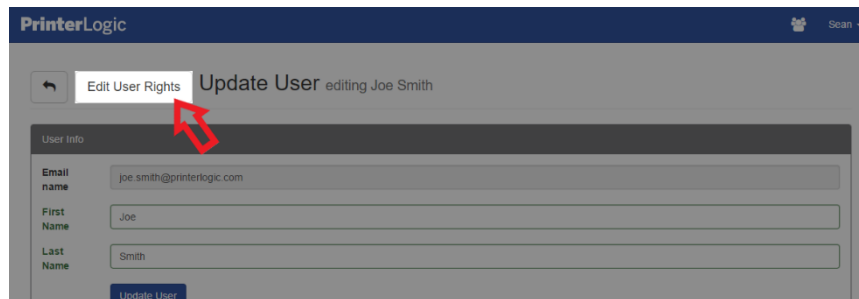 PrinterLogic
Sean
Edit User Rights Update User editing Joe Smith
User Info
Email
name
joe.smith@printerlogic.com
First
Name
Joe
Last
Name
Smith
Update User